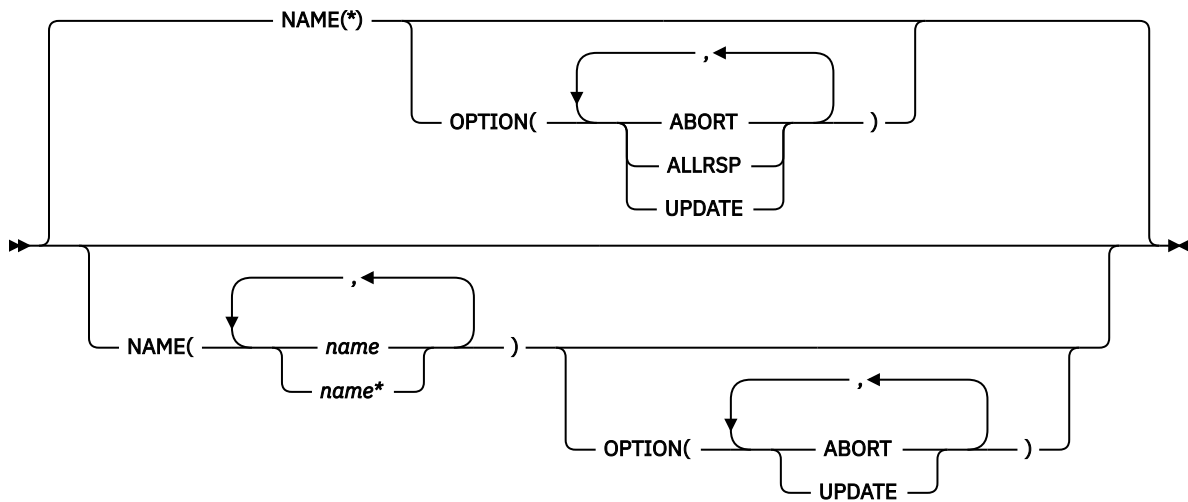 NAME(*)
,
OPTION( ABORT )
ALLRSP
UPDATE
,
NAME( name )
name*
,
OPTION( ABORT )
UPDATE